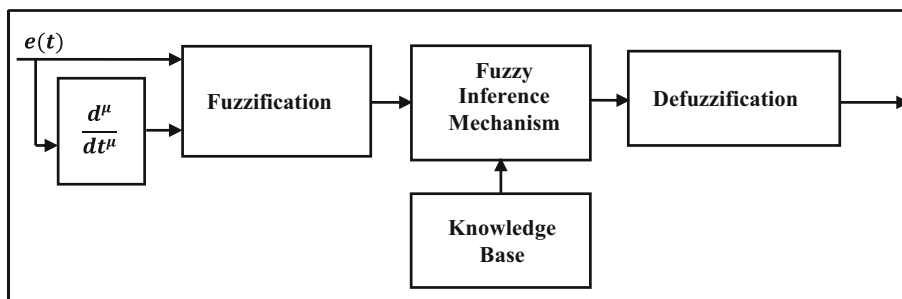 e(t)
d^μ
dt^μ
Fuzzification
Fuzzy
Inference
Mechanism
Defuzzification
Knowledge
Base